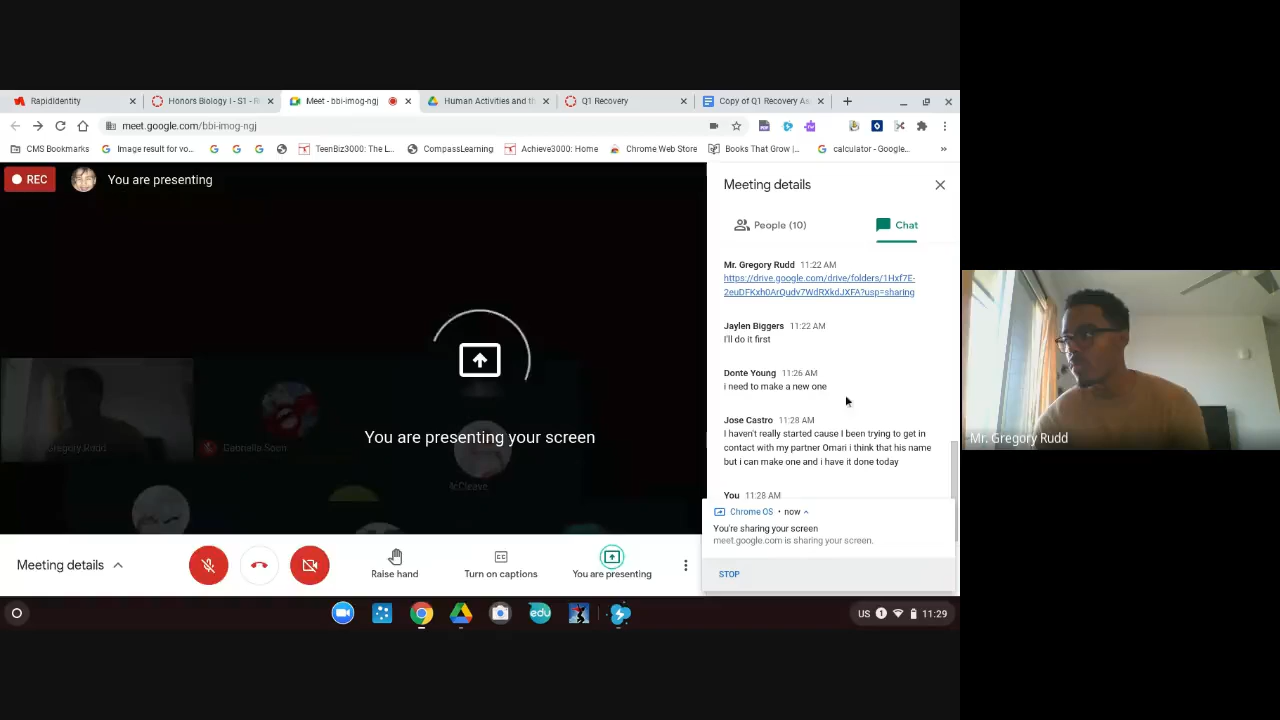 RapidIdentity
Honors Biology I - S1 - R
Meet - bbi-imog-ngj
Human Activities and th
Q1 Recovery
Copy of Q1 Recovery As
meet.google.com/bbi-imog-ngj
CMS Bookmarks
Image result for vo...
TeenBiz3000: The L...
CompassLearning
Achieve3000: Home
Chrome Web Store
Books That Grow |...
calculator - Google...
»
REC
You are presenting
Meeting details
People (10)
Chat
Mr. Gregory Rudd 11:22 AM
https://drive.google.com/drive/folders/1Hxf7E-
2euDFKxh0ArQudv7WdRXkdJXFA?usp=sharing
Jaylen Biggers 11:22 AM
I'll do it first
Donte Young 11:26 AM
i need to make a new one
Jose Castro 11:28 AM
I haven't really started cause I been trying to get in
contact with my partner Omari i think that his name
but i can make one and i have it done today
You 11:28 AM
You are presenting your screen
Gregory Rudd
McCleave
Chrome OS • now
You're sharing your screen
meet.google.com is sharing your screen.
STOP
Meeting details
Raise hand
CC
Turn on captions
You are presenting
edu
US 1 11:29
Mr. Gregory Rudd